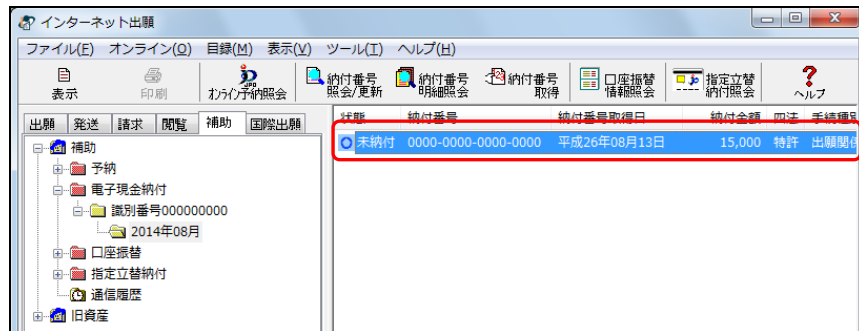 インターネット出願
ファイル(F) オンライン(O) 目録(M) 表示(V) ツール(T) ヘルプ(H)
表示 印刷 オンライン予納照会 納付番号照会/更新 納付番号明細照会 納付番号取得 口座振替情報照会 指定立替納付照会 ヘルプ
出願 発送 請求 閲覧 補助 国際出願
補助
予納
電子現金納付
識別番号000000000
2014年08月
口座振替
指定立替納付
通信履歴
旧資産
状態 納付番号 納付番号取得日 納付金額 四法 手続種別
未納付 0000-0000-0000-0000 平成26年08月13日 15,000 特許 出願関係